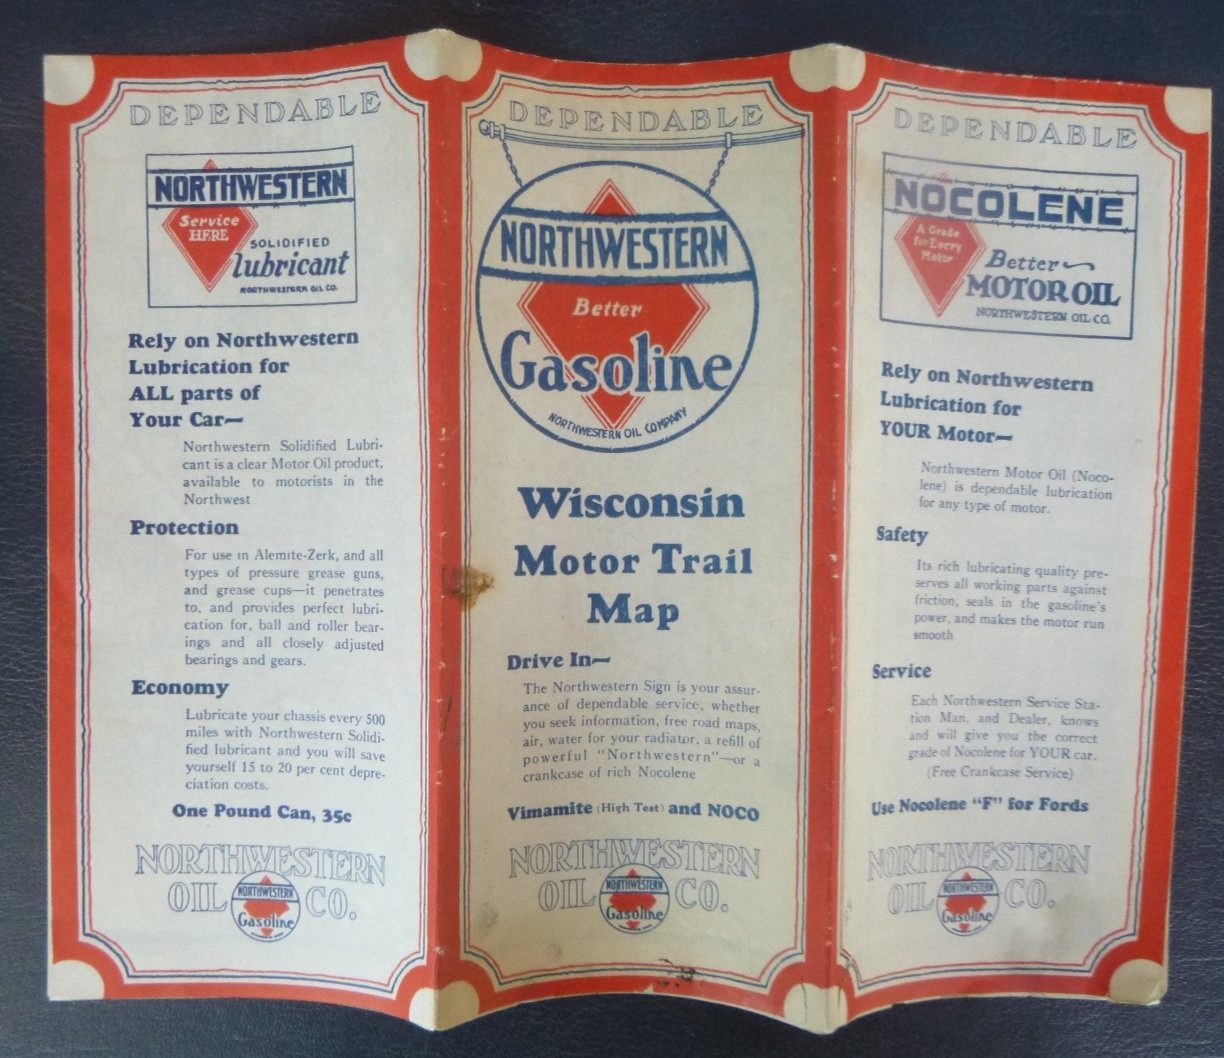 DEPENDABLE
NORTHWESTERN
Service
HERE
SOLIDIFIED
lubricant
NORTHWESTERN OIL CO.
Rely on Northwestern
Lubrication for
ALL parts of
Your Car—
Northwestern Solidified Lubri-
cant is a clear Motor Oil product,
available to motorists in the
Northwest
Protection
For use in Alemite-Zerk, and all
types of pressure grease guns,
and grease cups—it penetrates
to, and provides perfect lubri-
cation for, ball and roller bear-
ings and all closely adjusted
bearings and gears.
Economy
Lubricate your chassis every 500
miles with Northwestern Solidi-
fied lubricant and you will save
yourself 15 to 20 per cent depre-
ciation costs.
One Pound Can, 35c
NORTHWESTERN
OIL CO.
NORTHWESTERN
Gasoline
DEPENDABLE
NORTHWESTERN
Better
Gasoline
NORTHWESTERN OIL COMPANY
Wisconsin
Motor Trail
Map
Drive In—
The Northwestern Sign is your assur-
ance of dependable service, whether
you seek information, free road maps,
air, water for your radiator, a refill of
powerful "Northwestern"—or a
crankcase of rich Nocolene
Vimamite (High Test) and NOCO
NORTHWESTERN
OIL CO.
NORTHWESTERN
Gasoline
DEPENDABLE
NOCOLENE
A Grade
for Every
Motor
Better
MOTOR OIL
NORTHWESTERN OIL CO.
Rely on Northwestern
Lubrication for
YOUR Motor—
Northwestern Motor Oil (Noco-
lene) is dependable lubrication
for any type of motor.
Safety
Its rich lubricating quality pre-
serves all working parts against
friction, seals in the gasoline's
power, and makes the motor run
smooth
Service
Each Northwestern Service Sta-
tion Man, and Dealer, knows
and will give you the correct
grade of Nocolene for YOUR car.
(Free Crankcase Service)
Use Nocolene "F" for Fords
NORTHWESTERN
OIL CO.
NORTHWESTERN
Gasoline